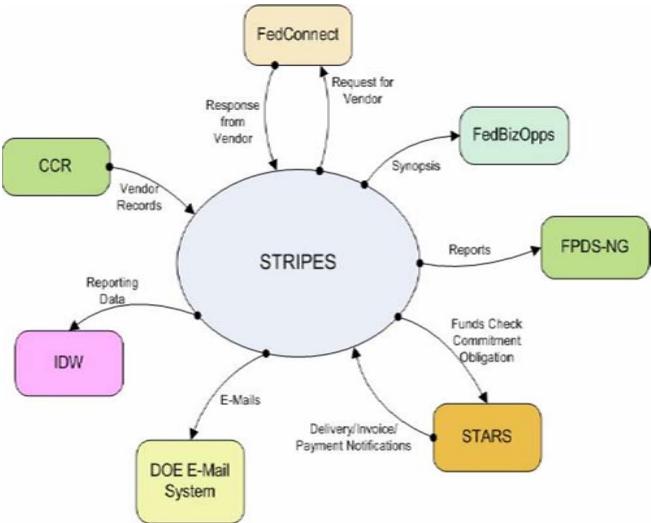 FedConnect
Request for
Vendor
Response
from
Vendor
FedBizOpps
Synopsis
CCR
Vendor
Records
STRIPES
Reports
FPDS-NG
Reporting
Data
Funds Check
Commitment
Obligation
IDW
E-Mails
Delivery/Invoice/
Payment Notifications
STARS
DOE E-Mail
System